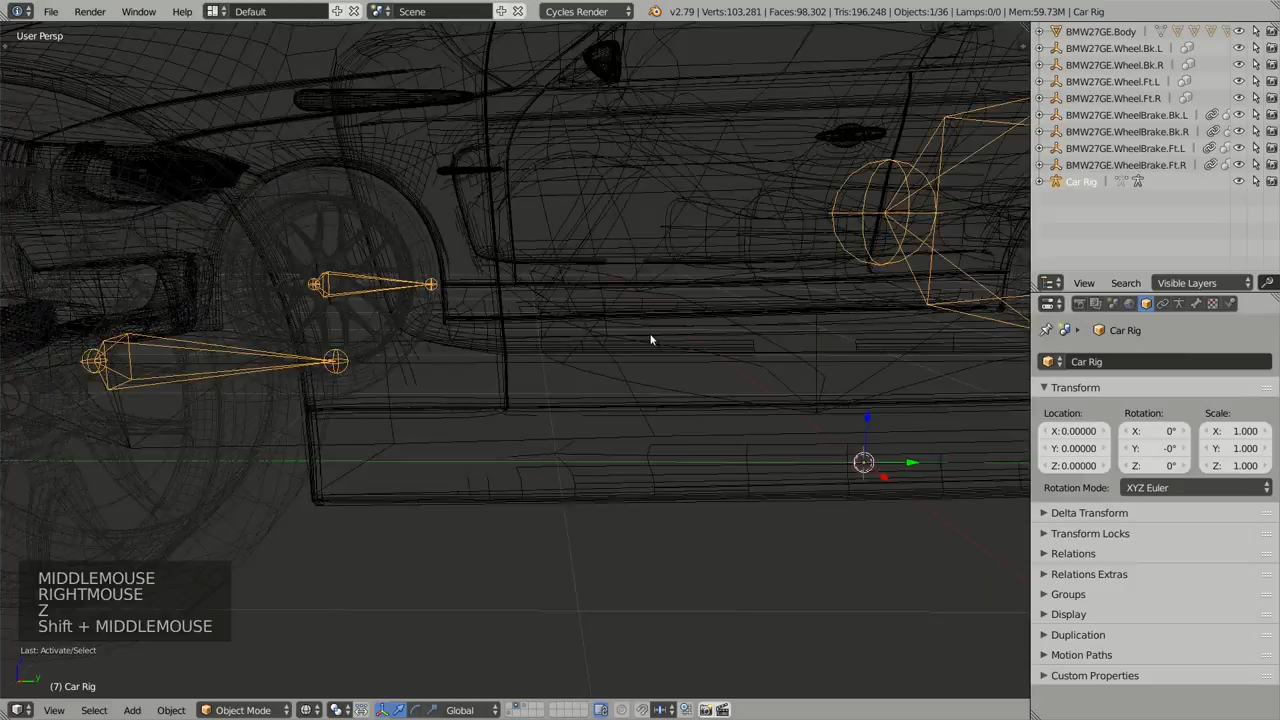 File Render Window Help Default Scene Cycles Render v2.79 | Verts:103.281 | Faces:98.302 | Tris:196.248 | Objects:1/36 | Lamps:0/0 | Mem:59.73M | Car Rig
User Persp
BMW27GE.Body
BMW27GE.Wheel.Bk.L
BMW27GE.Wheel.Bk.R
BMW27GE.Wheel.Ft.L
BMW27GE.Wheel.Ft.R
BMW27GE.WheelBrake.Bk.L
BMW27GE.WheelBrake.Bk.R
BMW27GE.WheelBrake.Ft.L
BMW27GE.WheelBrake.Ft.R
Car Rig
View Search Visible Layers
Car Rig
Car Rig
Transform
Location: Rotation: Scale:
X: 0.00000 X: 0° X: 1.000
Y: 0.00000 Y: -0° Y: 1.000
Z: 0.00000 Z: 0° Z: 1.000
Rotation Mode: XYZ Euler
Delta Transform
Transform Locks
Relations
Relations Extras
Groups
Display
Duplication
Motion Paths
Custom Properties
MIDDLEMOUSE
RIGHTMOUSE
Z
Shift + MIDDLEMOUSE
Last: Activate/Select
z
y
(7) Car Rig
View Select Add Object Object Mode Global